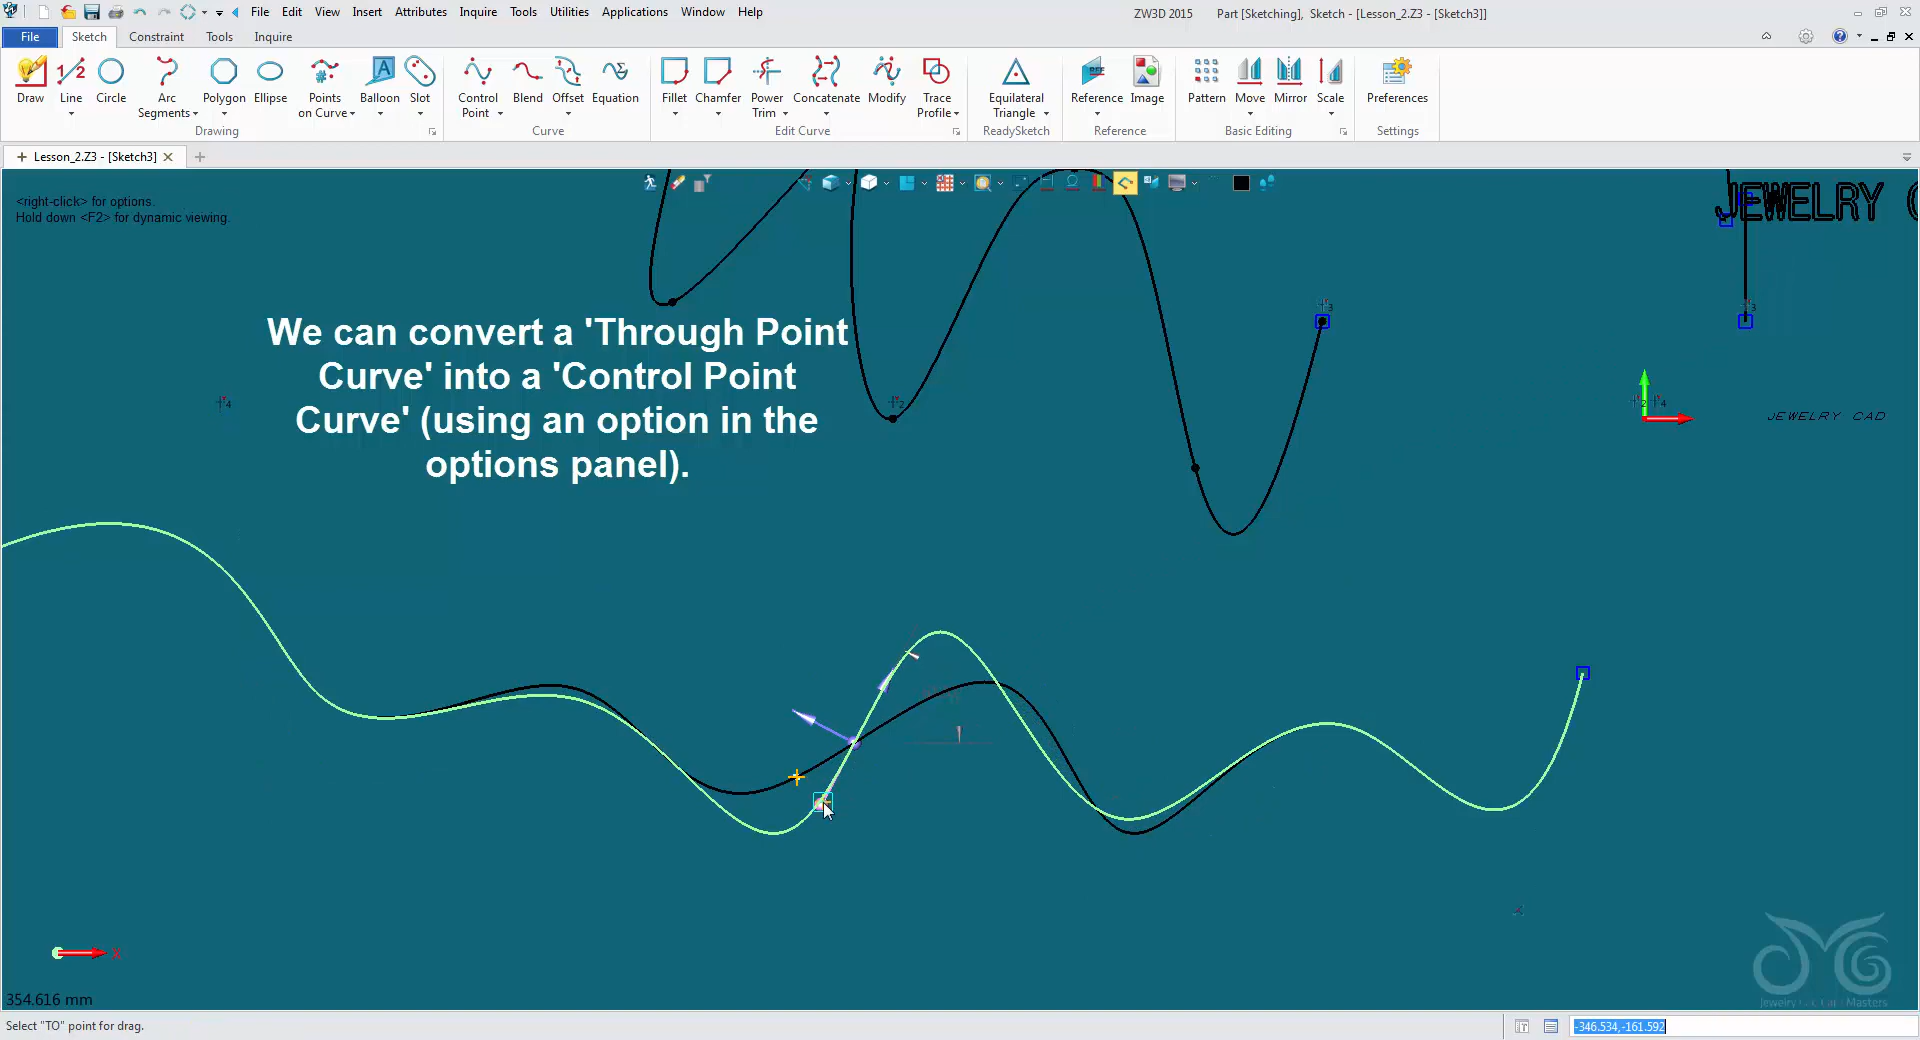 File Edit View Insert Attributes Inquire Tools Utilities Applications Window Help
ZW3D 2015 Part [Sketching], Sketch - [Lesson_2.Z3 - [Sketch3]]
File Sketch Constraint Tools Inquire
Draw Line Circle Arc Segments Polygon Ellipse Points on Curve Balloon Slot
Control Point Blend Offset Equation
Fillet Chamfer Power Trim Concatenate Modify Trace Profile
Equilateral Triangle Reference Image
Pattern Move Mirror Scale Preferences
Drawing Curve Edit Curve ReadySketch Reference Basic Editing Settings
Lesson_2.Z3 - [Sketch3]
<right-click> for options.
Hold down <F2> for dynamic viewing.
JEWELRY
We can convert a 'Through Point
Curve' into a 'Control Point
Curve' (using an option in the
options panel).
JEWELRY CAD
X
354.616 mm
Select "TO" point for drag.
-346.534,-161.592